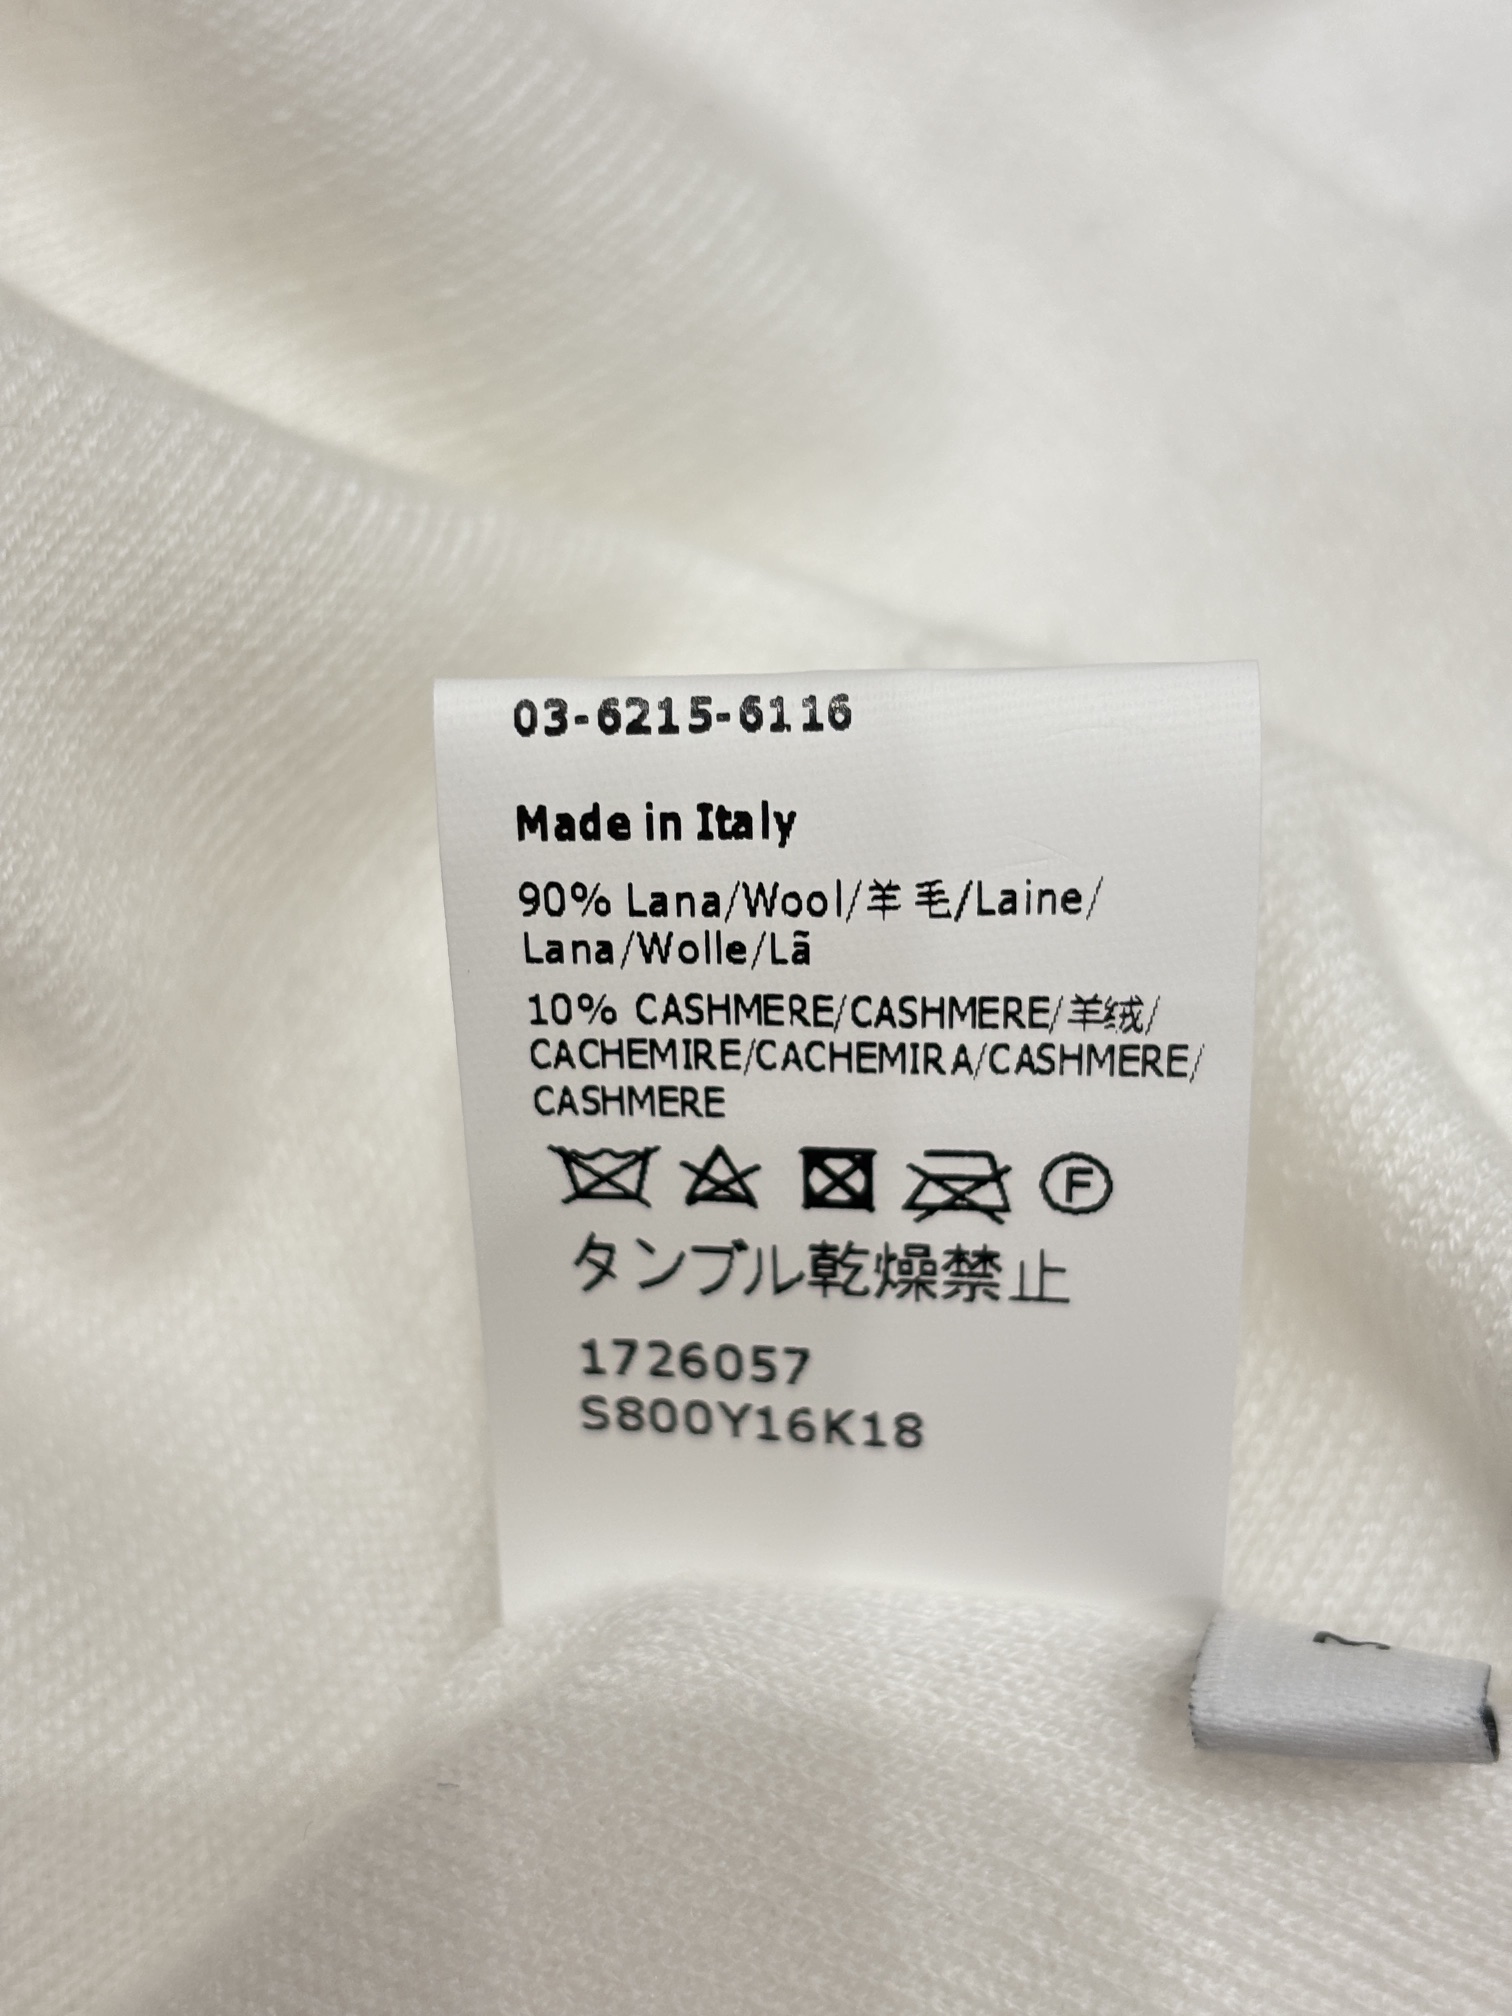 03-6215-6116
Made in Italy
90% Lana/Wool/羊毛/Laine/
Lana/Wolle/Lã
10% CASHMERE/CASHMERE/羊绒/
CACHEMIRE/CACHEMIRA/CASHMERE/
CASHMERE
F
タンブル乾燥禁止
1726057
S800Y16K18